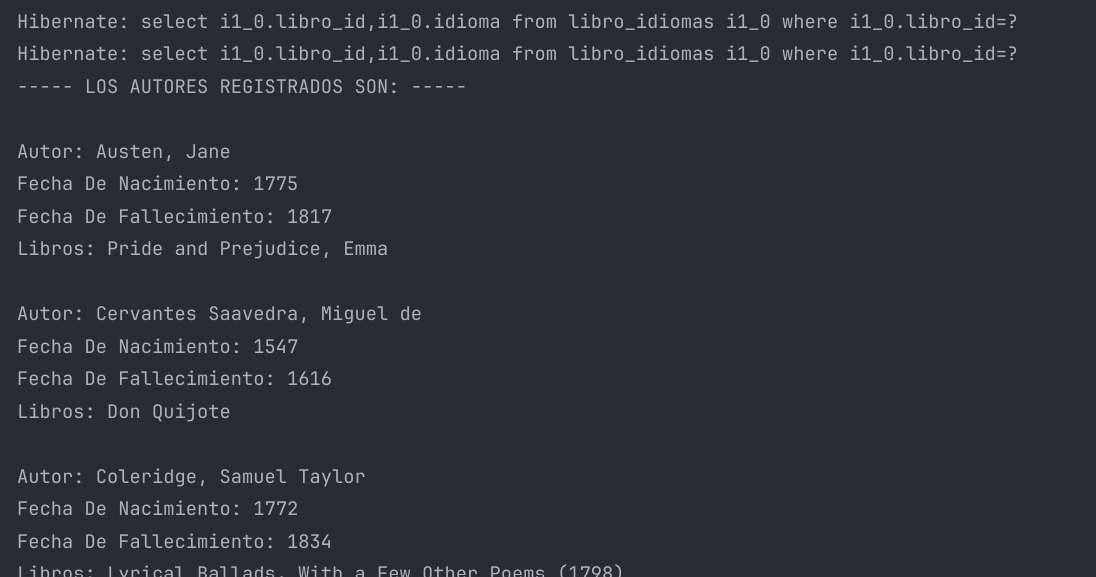 Hibernate: select i1_0.libro_id,i1_0.idioma from libro_idiomas i1_0 where i1_0.libro_id=?
Hibernate: select i1_0.libro_id,i1_0.idioma from libro_idiomas i1_0 where i1_0.libro_id=?
----- LOS AUTORES REGISTRADOS SON: -----
Autor: Austen, Jane
Fecha De Nacimiento: 1775
Fecha De Fallecimiento: 1817
Libros: Pride and Prejudice, Emma
Autor: Cervantes Saavedra, Miguel de
Fecha De Nacimiento: 1547
Fecha De Fallecimiento: 1616
Libros: Don Quijote
Autor: Coleridge, Samuel Taylor
Fecha De Nacimiento: 1772
Fecha De Fallecimiento: 1834
Libros: Lyrical Ballads, With a Few Other Poems (1798)